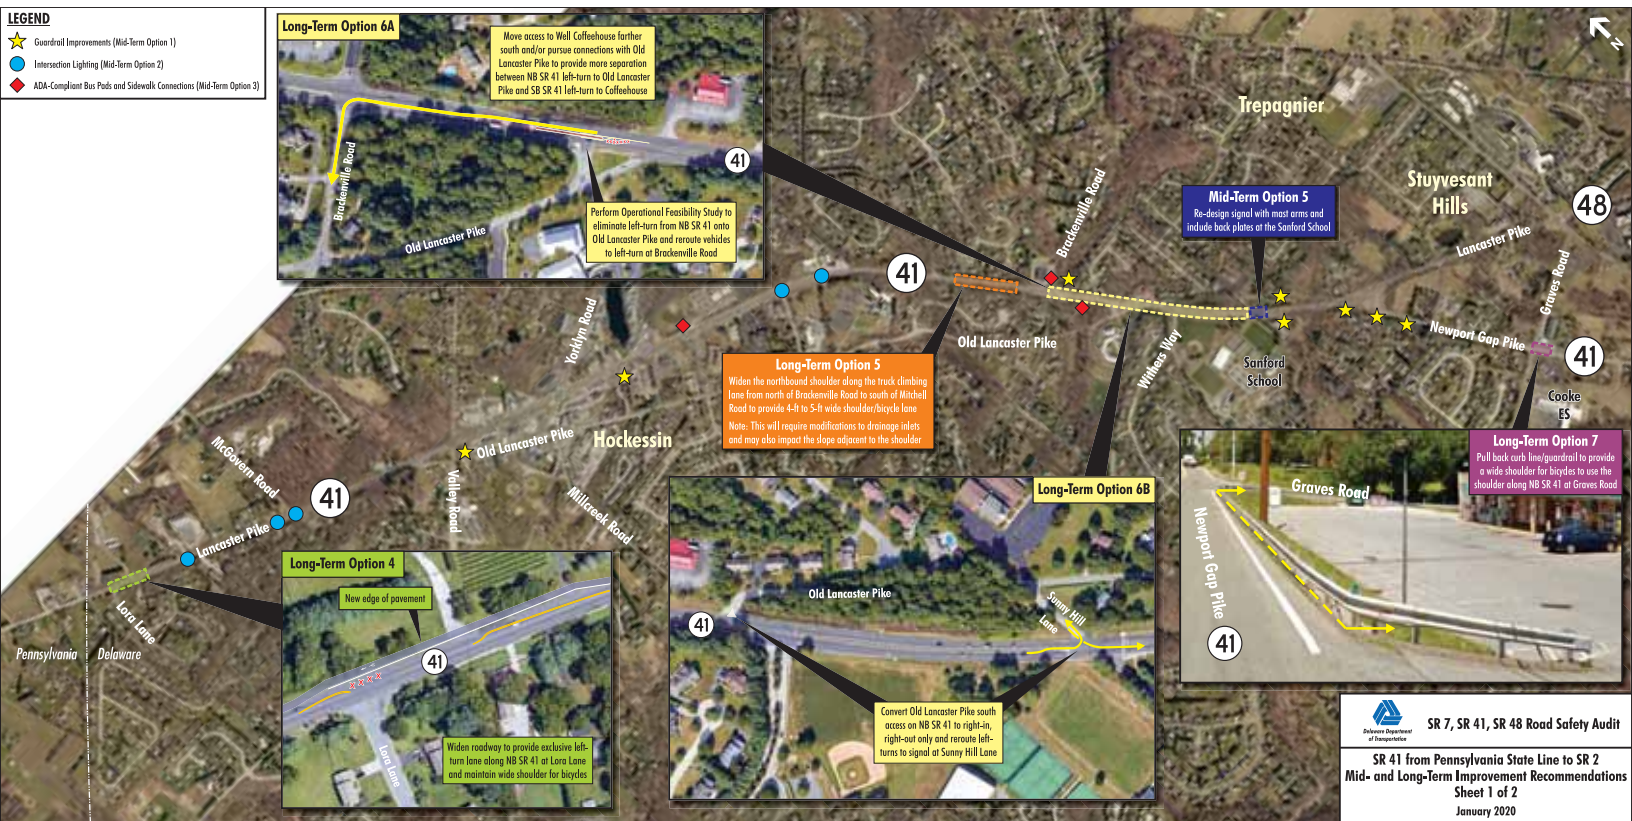 LEGEND
Guardrail Improvements (Mid-Term Option 1)
Intersection Lighting (Mid-Term Option 2)
ADA-Compliant Bus Pads and Sidewalk Connections (Mid-Term Option 3)
Long-Term Option 6A
Move access to Well Coffeehouse farther
south and/or pursue connections with Old
Lancaster Pike to provide more separation
between NB SR 41 left-turn to Old Lancaster
Pike and SB SR 41 left-turn to Coffeehouse
Brackenville Road
Old Lancaster Pike
41
Perform Operational Feasibility Study to
eliminate left-turn from NB SR 41 onto
Old Lancaster Pike and reroute vehicles
to left-turn at Brackenville Road
N
Trepagnier
Stuyvesant
Hills
48
Lancaster Pike
Graves Road
Mid-Term Option 5
Re-design signal with mast arms and
include back plates at the Sanford School
Brackenville Road
41
Old Lancaster Pike
Withers Way
Sanford
School
Newport Gap Pike
41
Cooke
ES
Yorklyn Road
Long-Term Option 5
Widen the northbound shoulder along the truck climbing
lane from north of Brackenville Road to south of Mitchell
Road to provide 4-ft to 5-ft wide shoulder/bicycle lane
Note: This will require modifications to drainage inlets
and may also impact the slope adjacent to the shoulder
Hockessin
Old Lancaster Pike
McGovern Road
Valley Road
Millcreek Road
41
Lancaster Pike
Lora Lane
Pennsylvania
Delaware
Long-Term Option 4
New edge of pavement
41
X X X X
Lora Lane
Widen roadway to provide exclusive left-
turn lane along NB SR 41 at Lora Lane
and maintain wide shoulder for bicycles
Long-Term Option 6B
Old Lancaster Pike
41
Sunny Hill
Lane
Convert Old Lancaster Pike south
access on NB SR 41 to right-in,
right-out only and reroute left-
turns to signal at Sunny Hill Lane
Long-Term Option 7
Pull back curb line/guardrail to provide
a wide shoulder for bicycles to use the
shoulder along NB SR 41 at Graves Road
Graves Road
Newport Gap Pike
41
Delaware Department
of Transportation
SR 7, SR 41, SR 48 Road Safety Audit
SR 41 from Pennsylvania State Line to SR 2
Mid- and Long-Term Improvement Recommendations
Sheet 1 of 2
January 2020